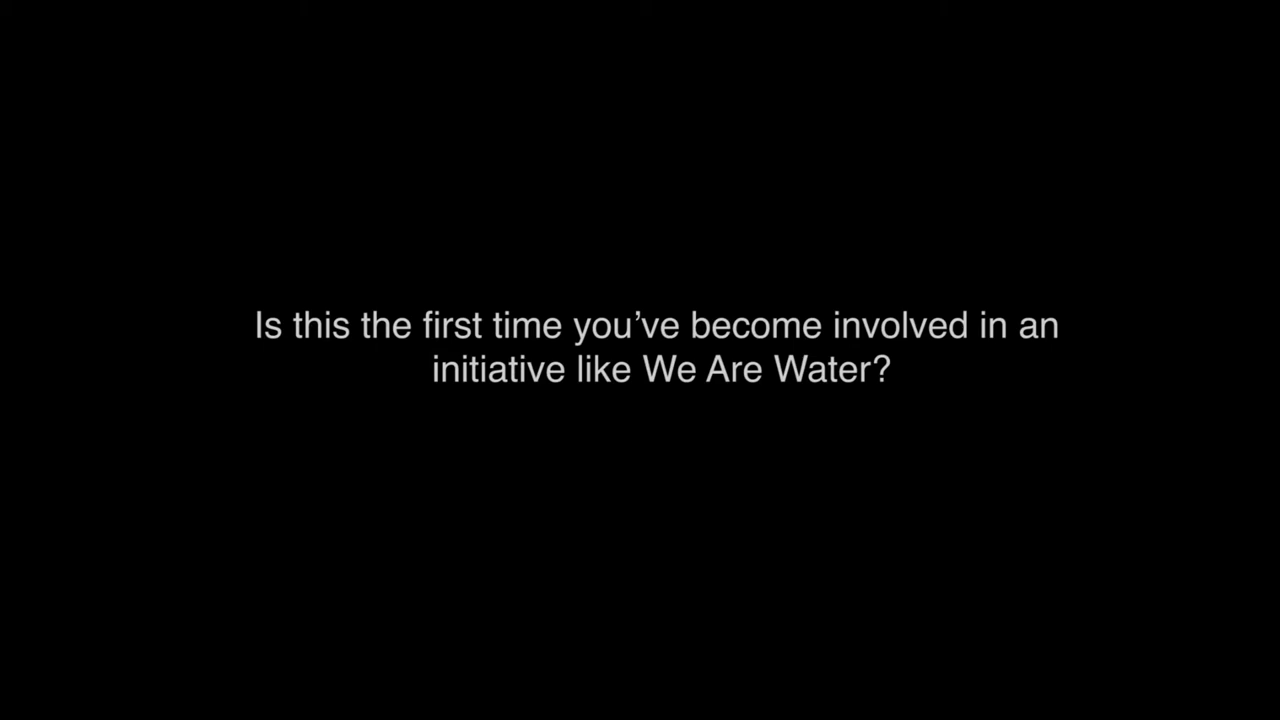 Is this the first time you’ve become involved in an
initiative like We Are Water?